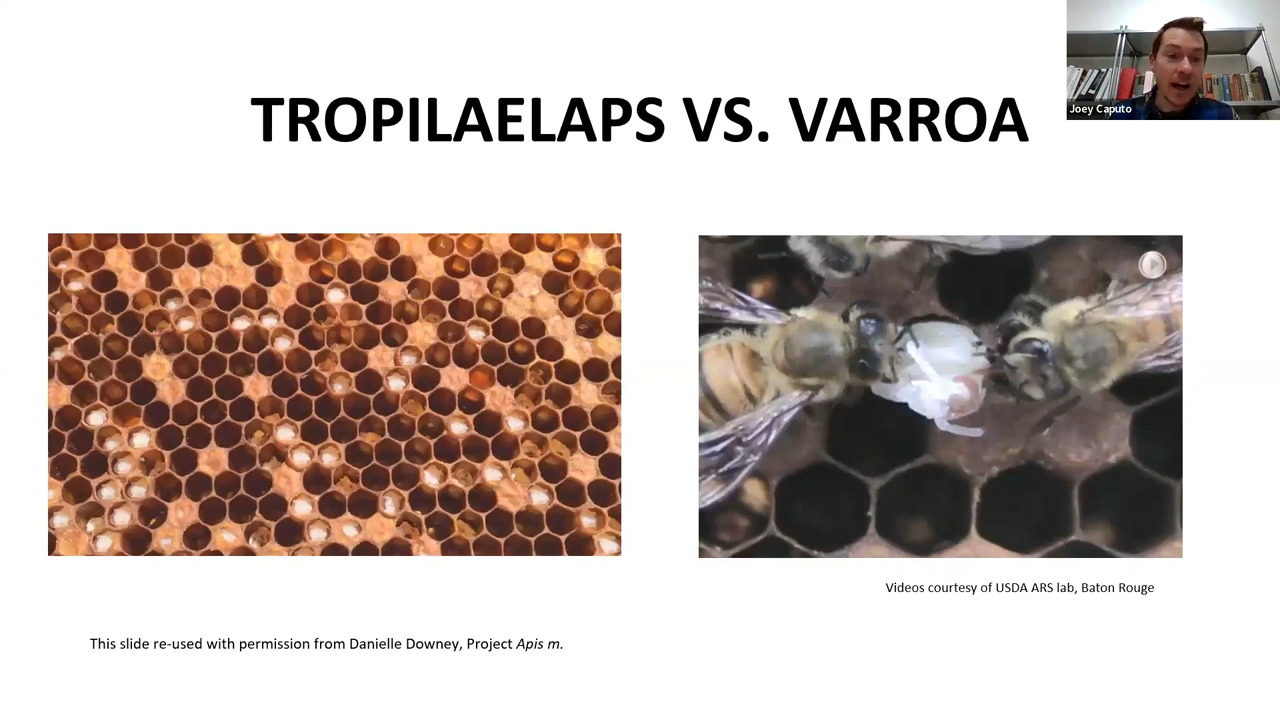 Joey Caputo
TROPILAELAPS VS. VARROA
Videos courtesy of USDA ARS lab, Baton Rouge
This slide re-used with permission from Danielle Downey, Project Apis m.